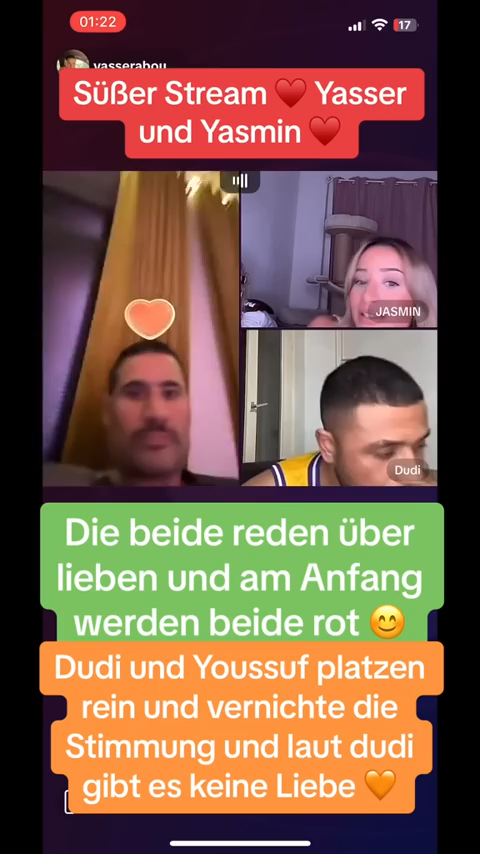 01:22
17
yasserabou
Süßer Stream ♥️ Yasser
und Yasmin ♥️
JASMIN
Dudi
Die beide reden über
lieben und am Anfang
werden beide rot 😊
Dudi und Youssuf platzen
rein und vernichte die
Stimmung und laut dudi
gibt es keine Liebe 🧡